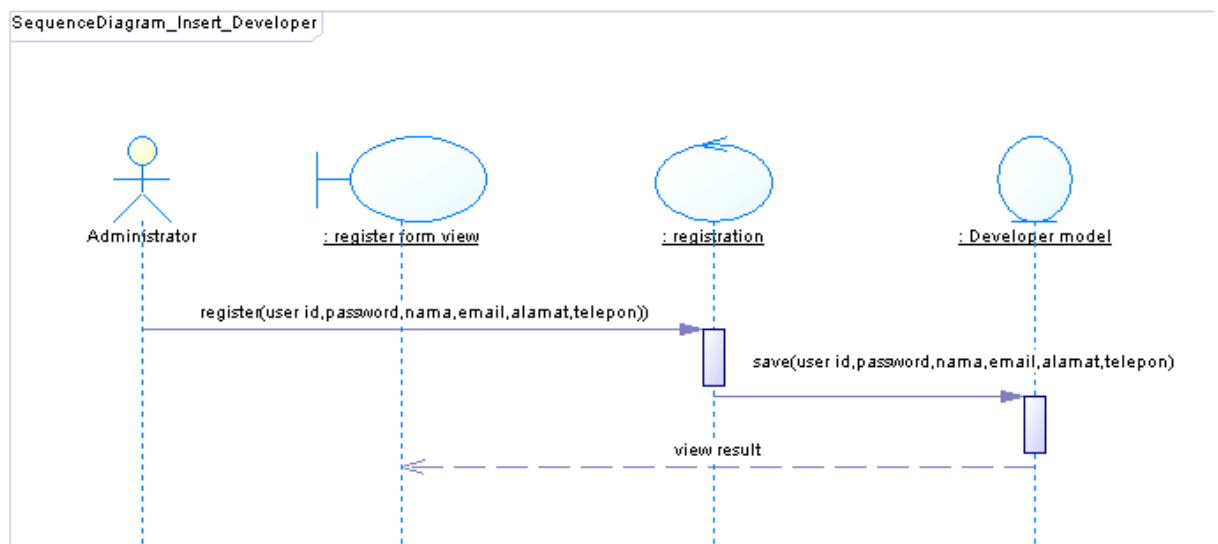 SequenceDiagram_Insert_Developer
Administrator
: register form view
: registration
: Developer model
register(user id,password,nama,email,alamat,telepon))
save(user id,password,nama,email,alamat,telepon)
view result